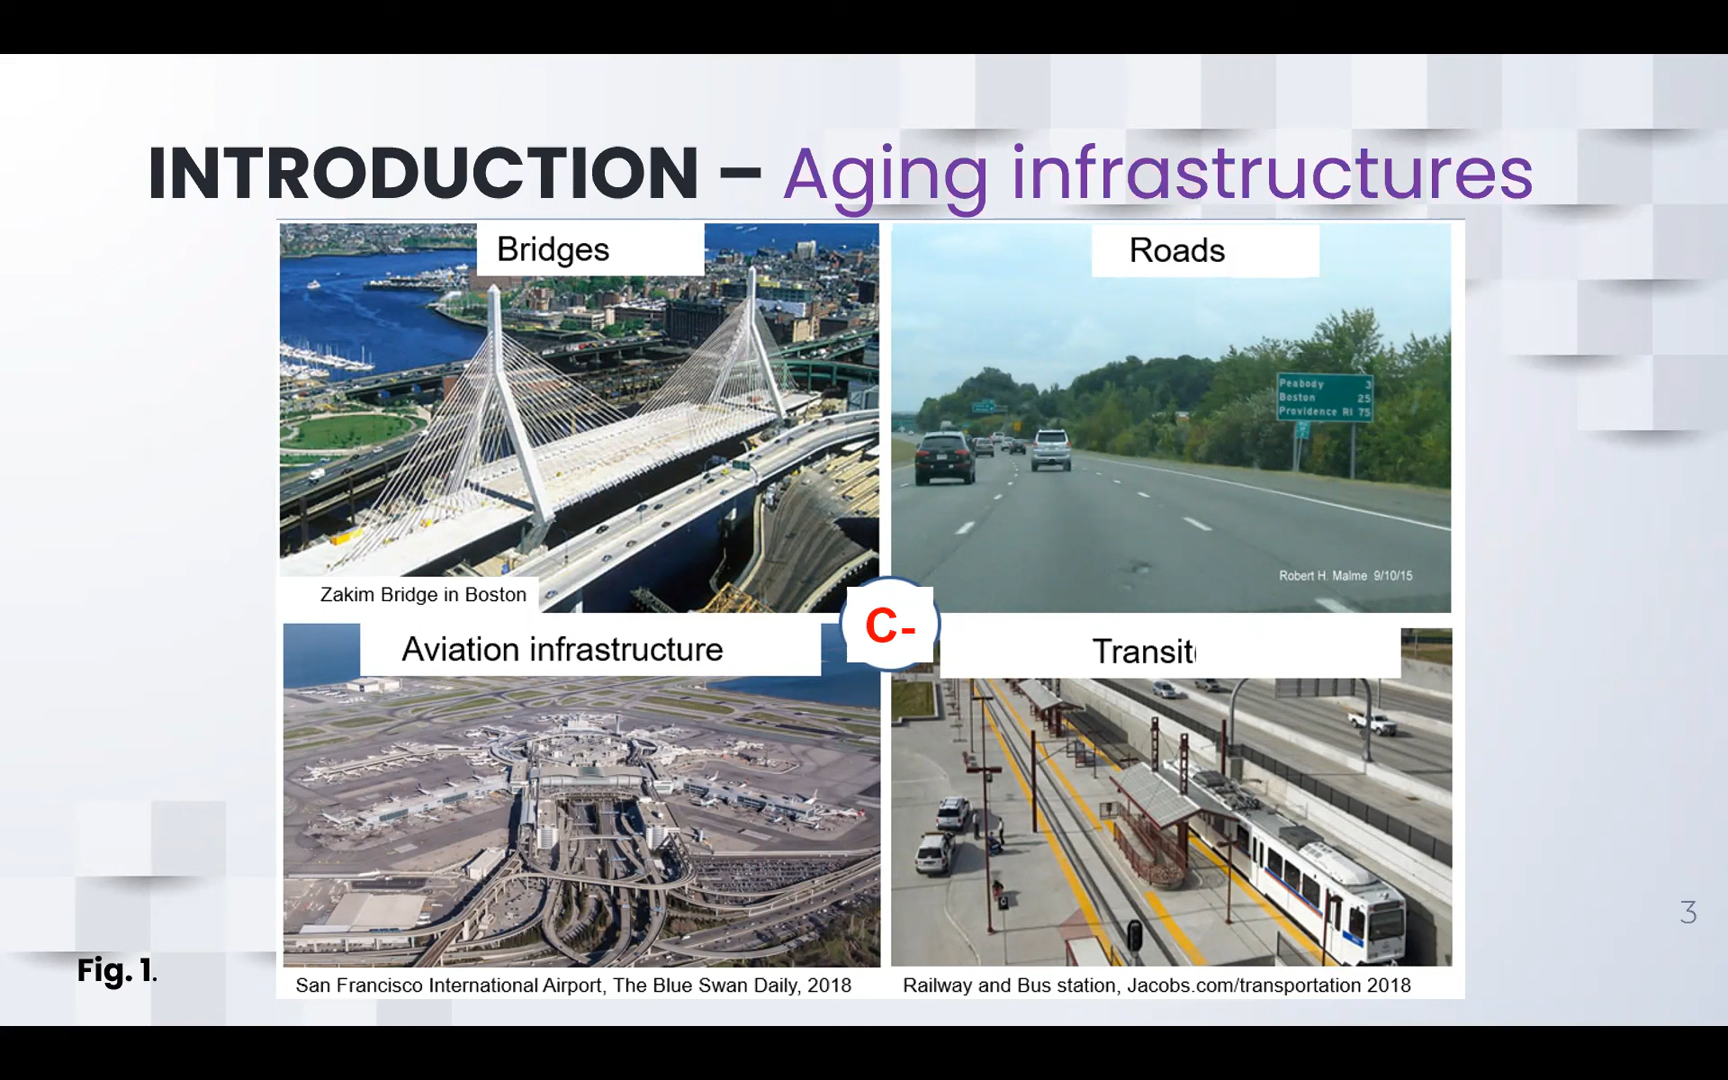 INTRODUCTION – Aging infrastructures
Bridges
Roads
Peabody 3
Boston 25
Providence RI 75
Robert H. Malme 9/10/15
Zakim Bridge in Boston
C-
Aviation infrastructure
Transit
3
Fig. 1.
San Francisco International Airport, The Blue Swan Daily, 2018
Railway and Bus station, Jacobs.com/transportation 2018